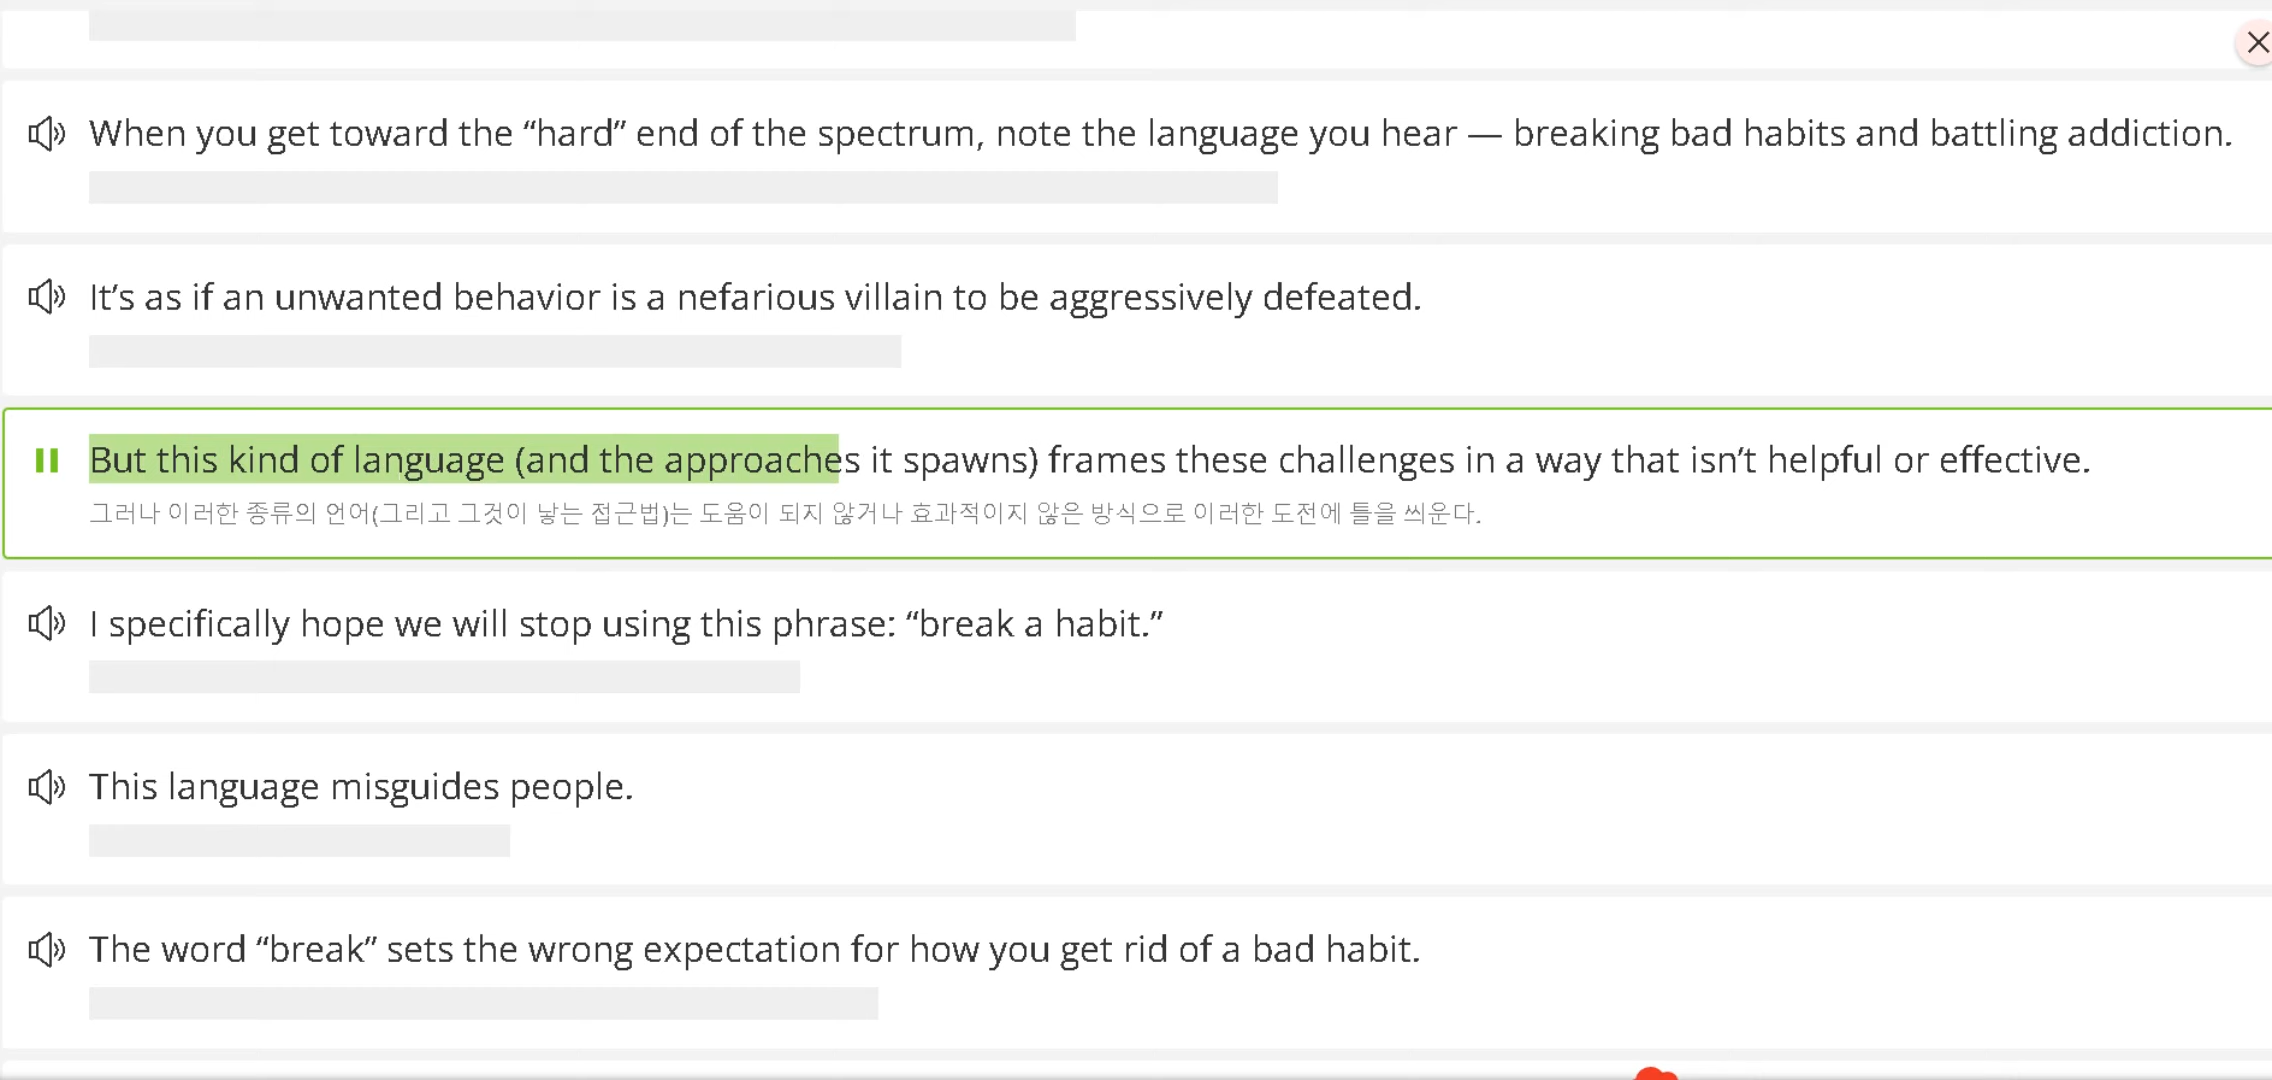 When you get toward the “hard” end of the spectrum, note the language you hear — breaking bad habits and battling addiction.
It’s as if an unwanted behavior is a nefarious villain to be aggressively defeated.
But this kind of language (and the approaches it spawns) frames these challenges in a way that isn’t helpful or effective.
그러나 이러한 종류의 언어(그리고 그것이 낳는 접근법)는 도움이 되지 않거나 효과적이지 않은 방식으로 이러한 도전에 틀을 씌운다.
I specifically hope we will stop using this phrase: “break a habit.”
This language misguides people.
The word “break” sets the wrong expectation for how you get rid of a bad habit.